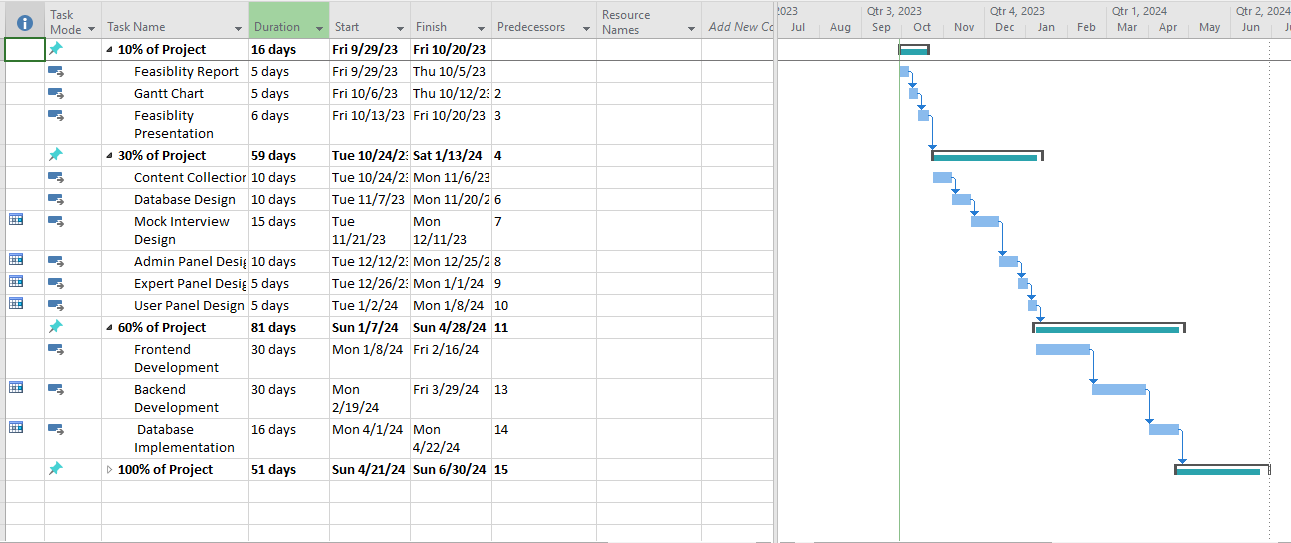 Task Mode Task Name Duration Start Finish Predecessors Resource Names Add New Co
2023 Qtr 3, 2023 Qtr 4, 2023 Qtr 1, 2024 Qtr 2, 2024
Jul Aug Sep Oct Nov Dec Jan Feb Mar Apr May Jun
10% of Project 16 days Fri 9/29/23 Fri 10/20/23
Feasiblity Report 5 days Fri 9/29/23 Thu 10/5/23
Gantt Chart 5 days Fri 10/6/23 Thu 10/12/23 2
Feasiblity Presentation 6 days Fri 10/13/23 Fri 10/20/23 3
30% of Project 59 days Tue 10/24/23 Sat 1/13/24 4
Content Collection 10 days Tue 10/24/23 Mon 11/6/23
Database Design 10 days Tue 11/7/23 Mon 11/20/2 6
Mock Interview Design 15 days Tue 11/21/23 Mon 12/11/23 7
Admin Panel Desig 10 days Tue 12/12/23 Mon 12/25/2 8
Expert Panel Desig 5 days Tue 12/26/23 Mon 1/1/24 9
User Panel Design 5 days Tue 1/2/24 Mon 1/8/24 10
60% of Project 81 days Sun 1/7/24 Sun 4/28/24 11
Frontend Development 30 days Mon 1/8/24 Fri 2/16/24
Backend Development 30 days Mon 2/19/24 Fri 3/29/24 13
Database Implementation 16 days Mon 4/1/24 Mon 4/22/24 14
100% of Project 51 days Sun 4/21/24 Sun 6/30/24 15